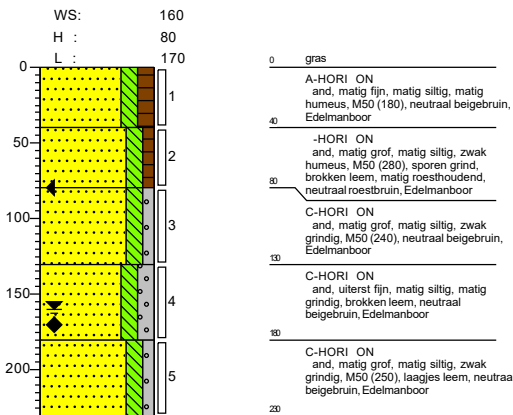 WS: 160
H : 80
L : 170
0
50
100
150
200
1
2
3
4
5
0 gras
A-HORI ON
and, matig fijn, matig siltig, matig
humeus, M50 (180), neutraal beigebruin,
Edelmanboor
40
-HORI ON
and, matig grof, matig siltig, zwak
humeus, M50 (280), sporen grind,
brokken leem, matig roesthoudend,
neutraal roestbruin, Edelmanboor
80
C-HORI ON
and, matig grof, matig siltig, zwak
grindig, M50 (240), neutraal beigebruin,
Edelmanboor
130
C-HORI ON
and, uiterst fijn, matig siltig, matig
grindig, brokken leem, neutraal
beigebruin, Edelmanboor
180
C-HORI ON
and, matig grof, matig siltig, zwak
grindig, M50 (250), laagjes leem, neutraa
beigebruin, Edelmanboor
230